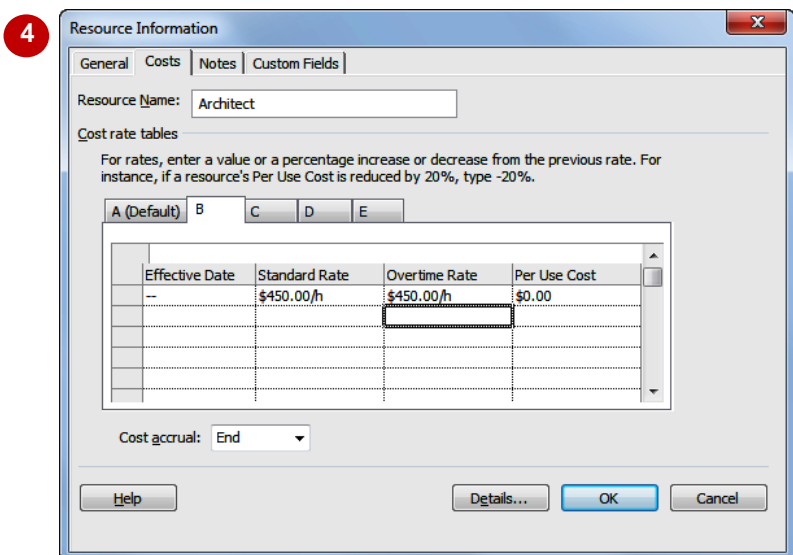 4
Resource Information
x
General Costs Notes Custom Fields
Resource Name: Architect
Cost rate tables
For rates, enter a value or a percentage increase or decrease from the previous rate. For
instance, if a resource's Per Use Cost is reduced by 20%, type -20%.
A (Default) B C D E
Effective Date Standard Rate Overtime Rate Per Use Cost
-- $450.00/h $450.00/h $0.00
Cost accrual: End
Help Details... OK Cancel